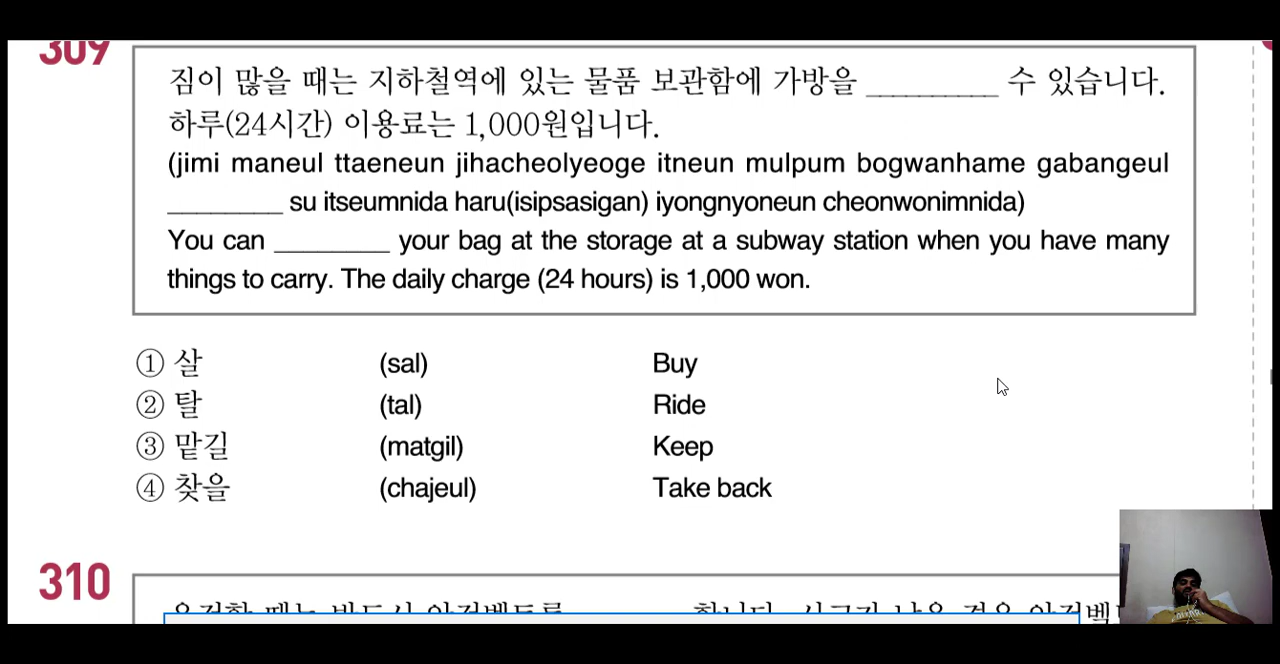 309
짐이 많을 때는 지하철역에 있는 물품 보관함에 가방을 __________ 수 있습니다.
하루(24시간) 이용료는 1,000원입니다.
(jimi maneul ttaeneun jihacheolyeoge itneun mulpum bogwanhame gabangeul
________ su itseumnida haru(isipsasigan) iyongnyoneun cheonwonimnida)
You can ________ your bag at the storage at a subway station when you have many
things to carry. The daily charge (24 hours) is 1,000 won.
① 살 (sal) Buy
② 탈 (tal) Ride
③ 맡길 (matgil) Keep
④ 찾을 (chajeul) Take back
310